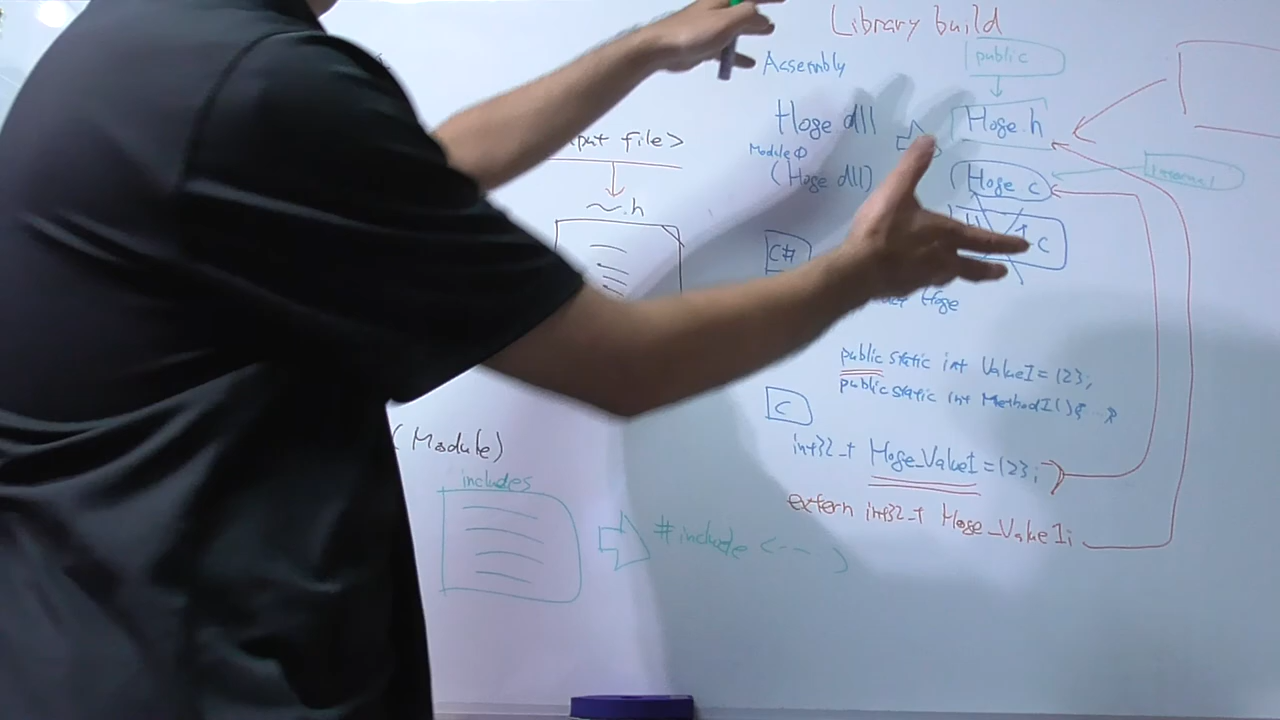 Library build
Assembly
public
Hoge dll
Hoge.h
Module Φ
(Hoge dll)
Hoge c
Internal
c
file>
~.h
C#
Hoge
public static int Value1=123;
public static int Method1(){ ... }
C
int32_t Hoge_Value1=123;
extern int32_t Hoge_Value1;
(Module)
includes
#include <--- )